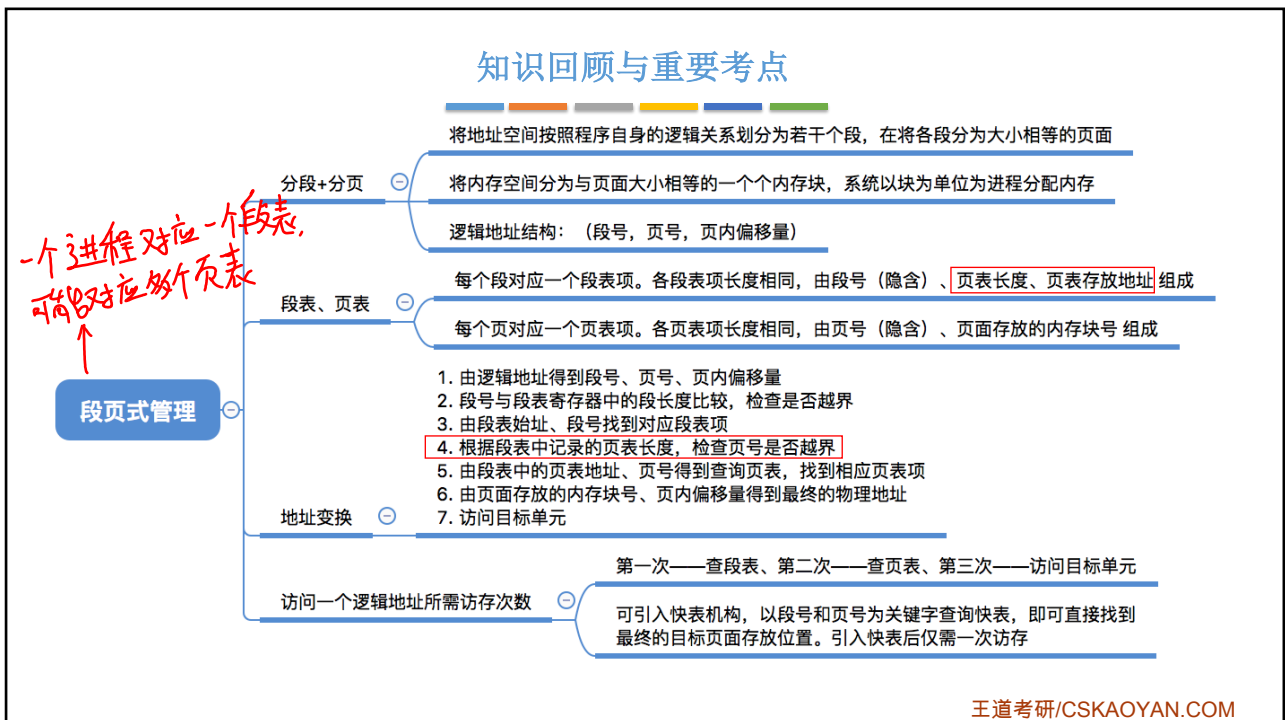 知识回顾与重要考点
将地址空间按照程序自身的逻辑关系划分为若干个段，在将各段分为大小相等的页面
分段+分页
将内存空间分为与页面大小相等的一个个内存块，系统以块为单位为进程分配内存
逻辑地址结构：（段号，页号，页内偏移量）
一个进程对应一个段表,
可能对应多个页表
每个段对应一个段表项。各段表项长度相同，由段号（隐含）、页表长度、页表存放地址 组成
段表、页表
每个页对应一个页表项。各页表项长度相同，由页号（隐含）、页面存放的内存块号 组成
段页式管理
1. 由逻辑地址得到段号、页号、页内偏移量
2. 段号与段表寄存器中的段长度比较，检查是否越界
3. 由段表始址、段号找到对应段表项
4. 根据段表中记录的页表长度，检查页号是否越界
5. 由段表中的页表地址、页号得到查询页表，找到相应页表项
6. 由页面存放的内存块号、页内偏移量得到最终的物理地址
7. 访问目标单元
地址变换
第一次——查段表、第二次——查页表、第三次——访问目标单元
访问一个逻辑地址所需访存次数
可引入快表机构，以段号和页号为关键字查询快表，即可直接找到
最终的目标页面存放位置。引入快表后仅需一次访存
王道考研/CSKAOYAN.COM